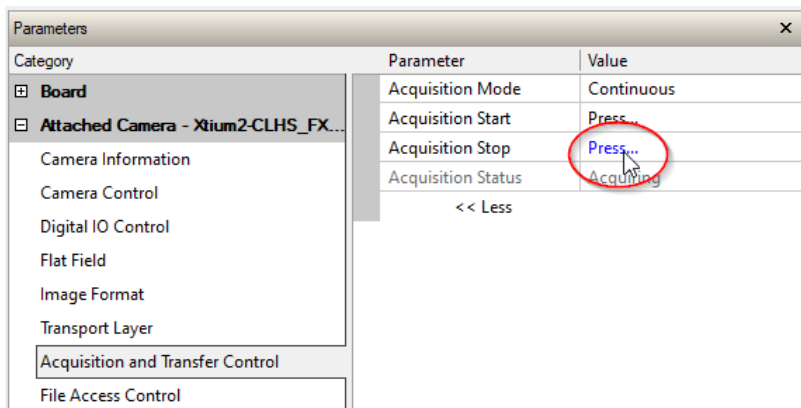 Parameters
Category
Parameter Value
Board
Attached Camera - Xtium2-CLHS_FX...
Camera Information
Camera Control
Digital IO Control
Flat Field
Image Format
Transport Layer
Acquisition and Transfer Control
File Access Control
Acquisition Mode Continuous
Acquisition Start Press...
Acquisition Stop Press...
Acquisition Status Acquiring
<< Less